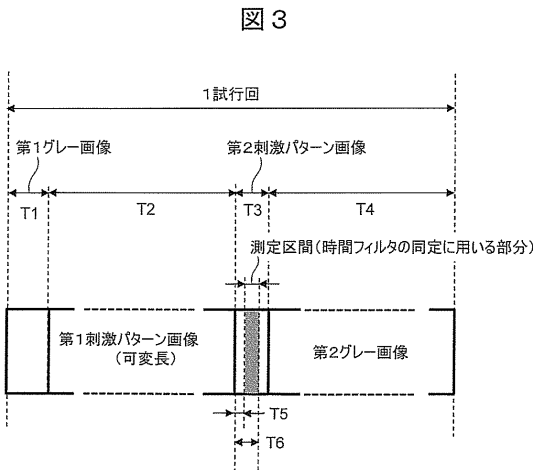 図３
１試行回
第１グレー画像
第２刺激パターン画像
T1
T2
T3
T4
測定区間（時間フィルタの同定に用いる部分）
第１刺激パターン画像
（可変長）
第２グレー画像
T5
T6